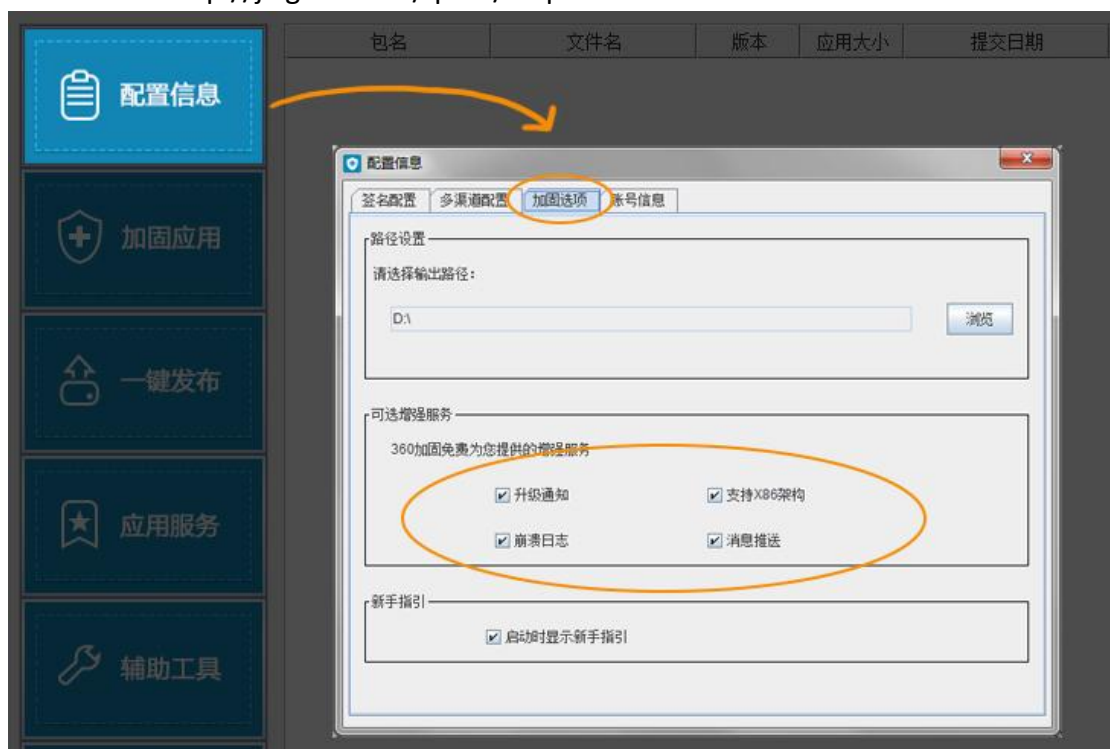 包名 文件名 版本 应用大小 提交日期
配置信息
加固应用
一键发布
应用服务
辅助工具
配置信息
签名配置 多渠道配置 加固选项 账号信息
路径设置
请选择输出路径：
D:\ 浏览
可选增强服务
360加固免费为您提供的增强服务
升级通知 支持X86架构
崩溃日志 消息推送
新手指引
启动时显示新手指引